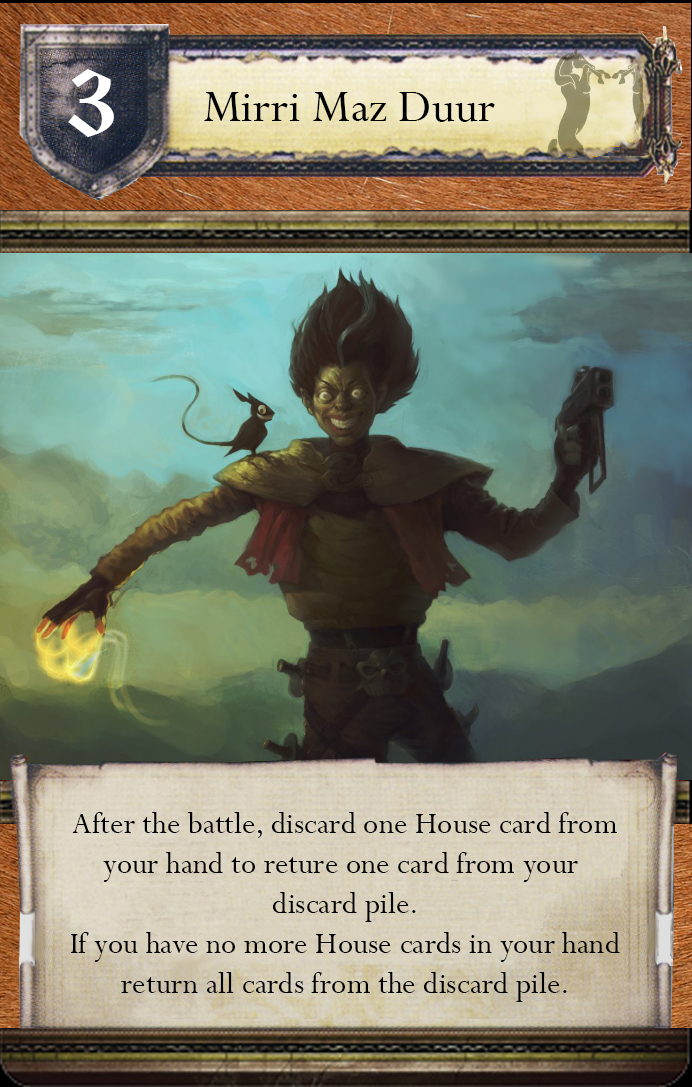 3
Mirri Maz Duur
After the battle, discard one House card from
your hand to reture one card from your
discard pile.
If you have no more House cards in your hand
return all cards from the discard pile.